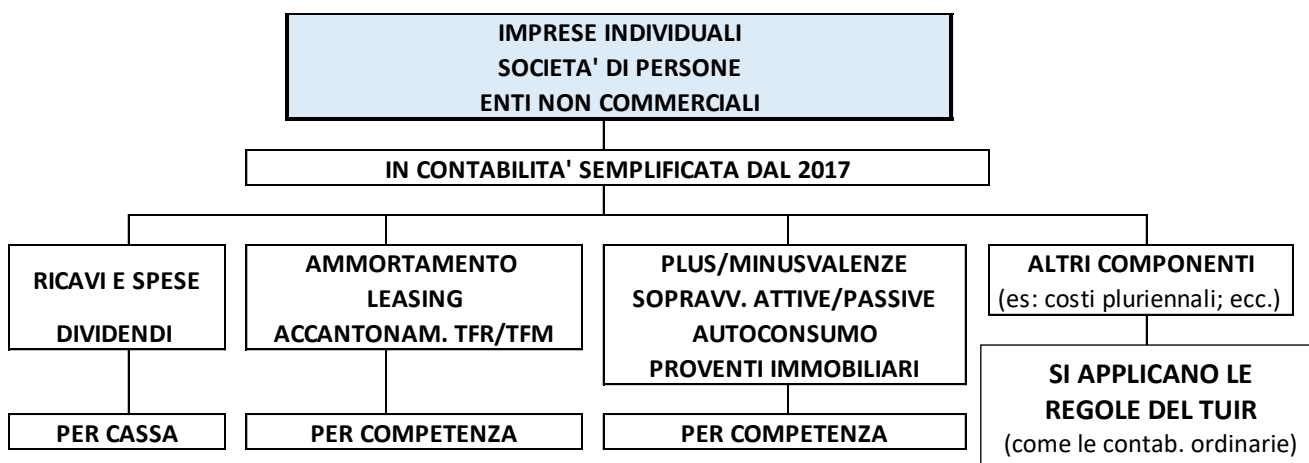 IMPRESE INDIVIDUALI
SOCIETA' DI PERSONE
ENTI NON COMMERCIALI
IN CONTABILITA' SEMPLIFICATA DAL 2017
RICAVI E SPESE
DIVIDENDI
PER CASSA
AMMORTAMENTO
LEASING
ACCANTONAM. TFR/TFM
PER COMPETENZA
PLUS/MINUSVALENZE
SOPRAVV. ATTIVE/PASSIVE
AUTOCONSUMO
PROVENTI IMMOBILIARI
PER COMPETENZA
ALTRI COMPONENTI
(es: costi pluriennali; ecc.)
SI APPLICANO LE
REGOLE DEL TUIR
(come le contab. ordinarie)